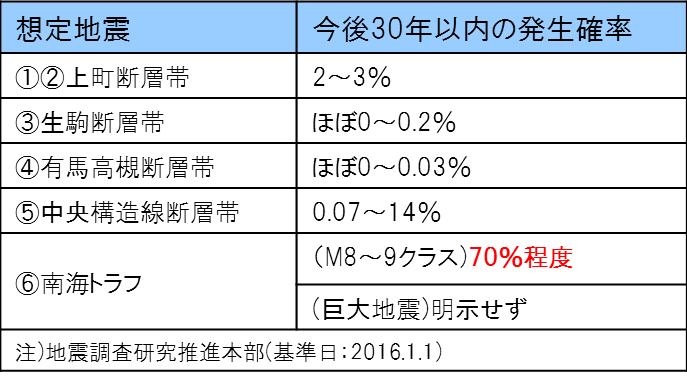 想定地震 今後30年以内の発生確率
①②上町断層帯 2～3%
③生駒断層帯 ほぼ0～0.2%
④有馬高槻断層帯 ほぼ0～0.03%
⑤中央構造線断層帯 0.07～14%
⑥南海トラフ (M8～9クラス)70%程度
(巨大地震)明示せず
注)地震調査研究推進本部(基準日：2016.1.1)